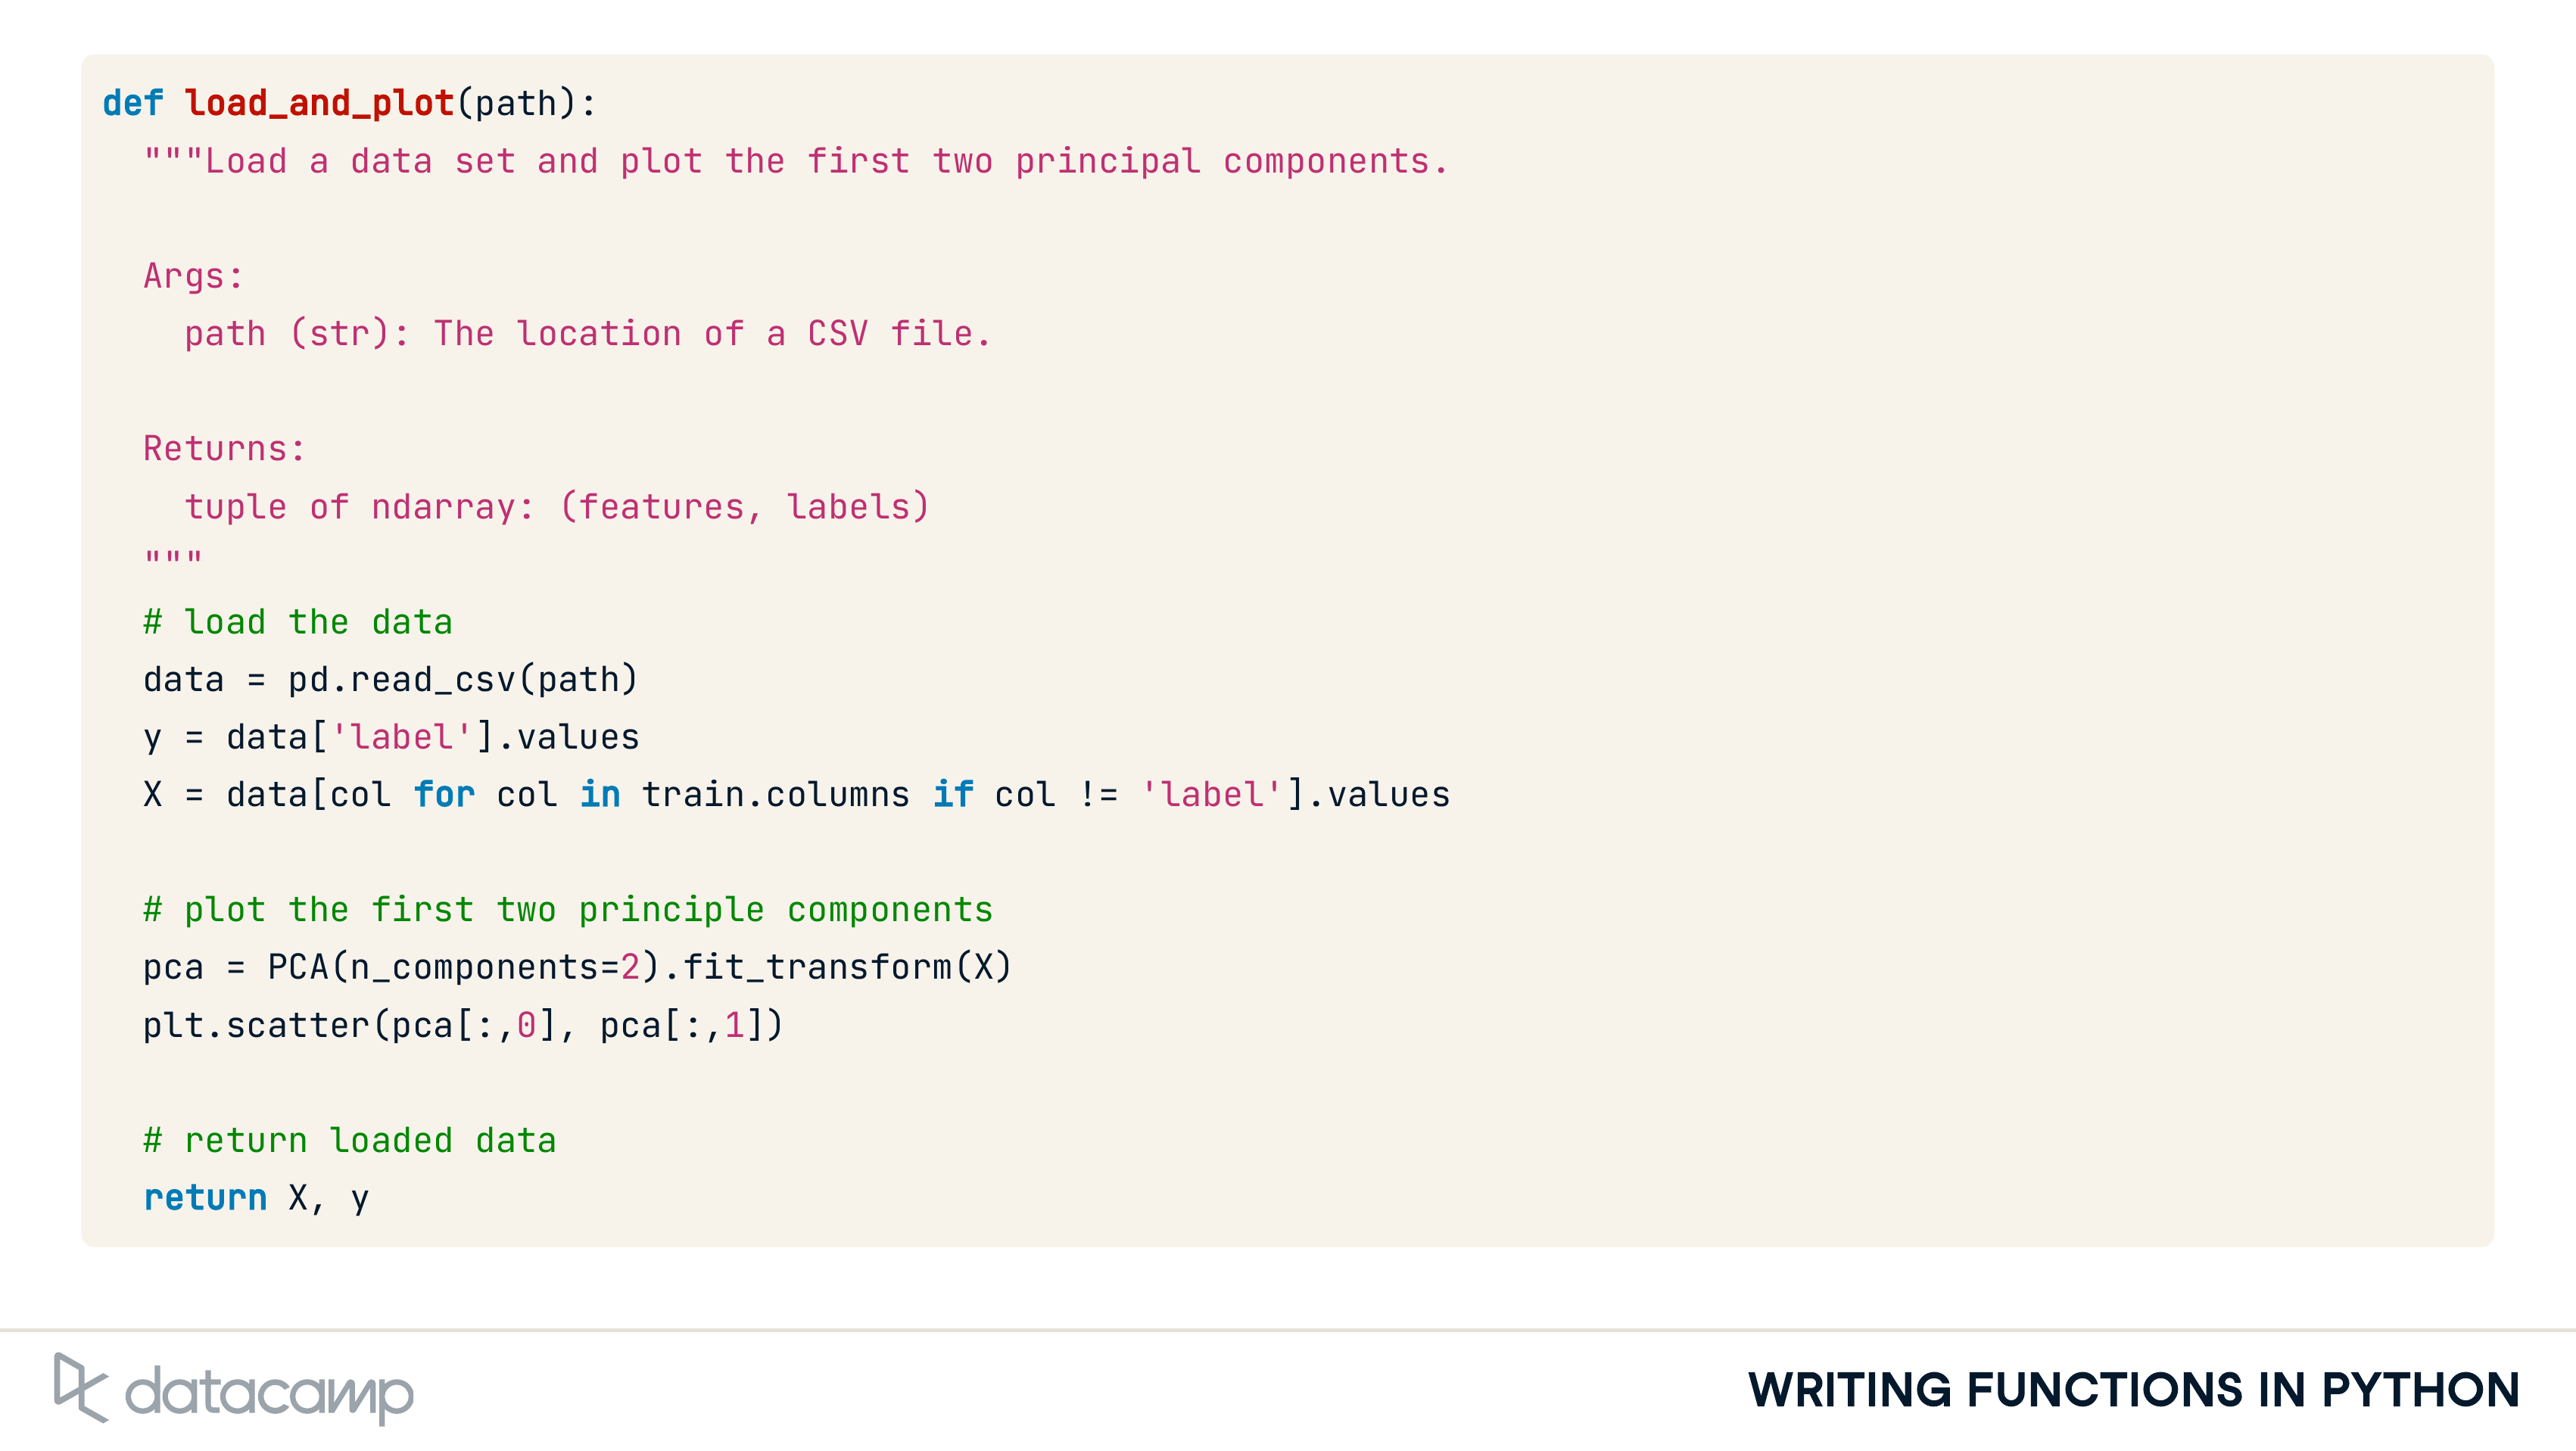 def load_and_plot(path):
"""Load a data set and plot the first two principal components.
Args:
path (str): The location of a CSV file.
Returns:
tuple of ndarray: (features, labels)
"""
# load the data
data = pd.read_csv(path)
y = data['label'].values
X = data[col for col in train.columns if col != 'label'].values
# plot the first two principle components
pca = PCA(n_components=2).fit_transform(X)
plt.scatter(pca[:,0], pca[:,1])
# return loaded data
return X, y
datacamp
WRITING FUNCTIONS IN PYTHON